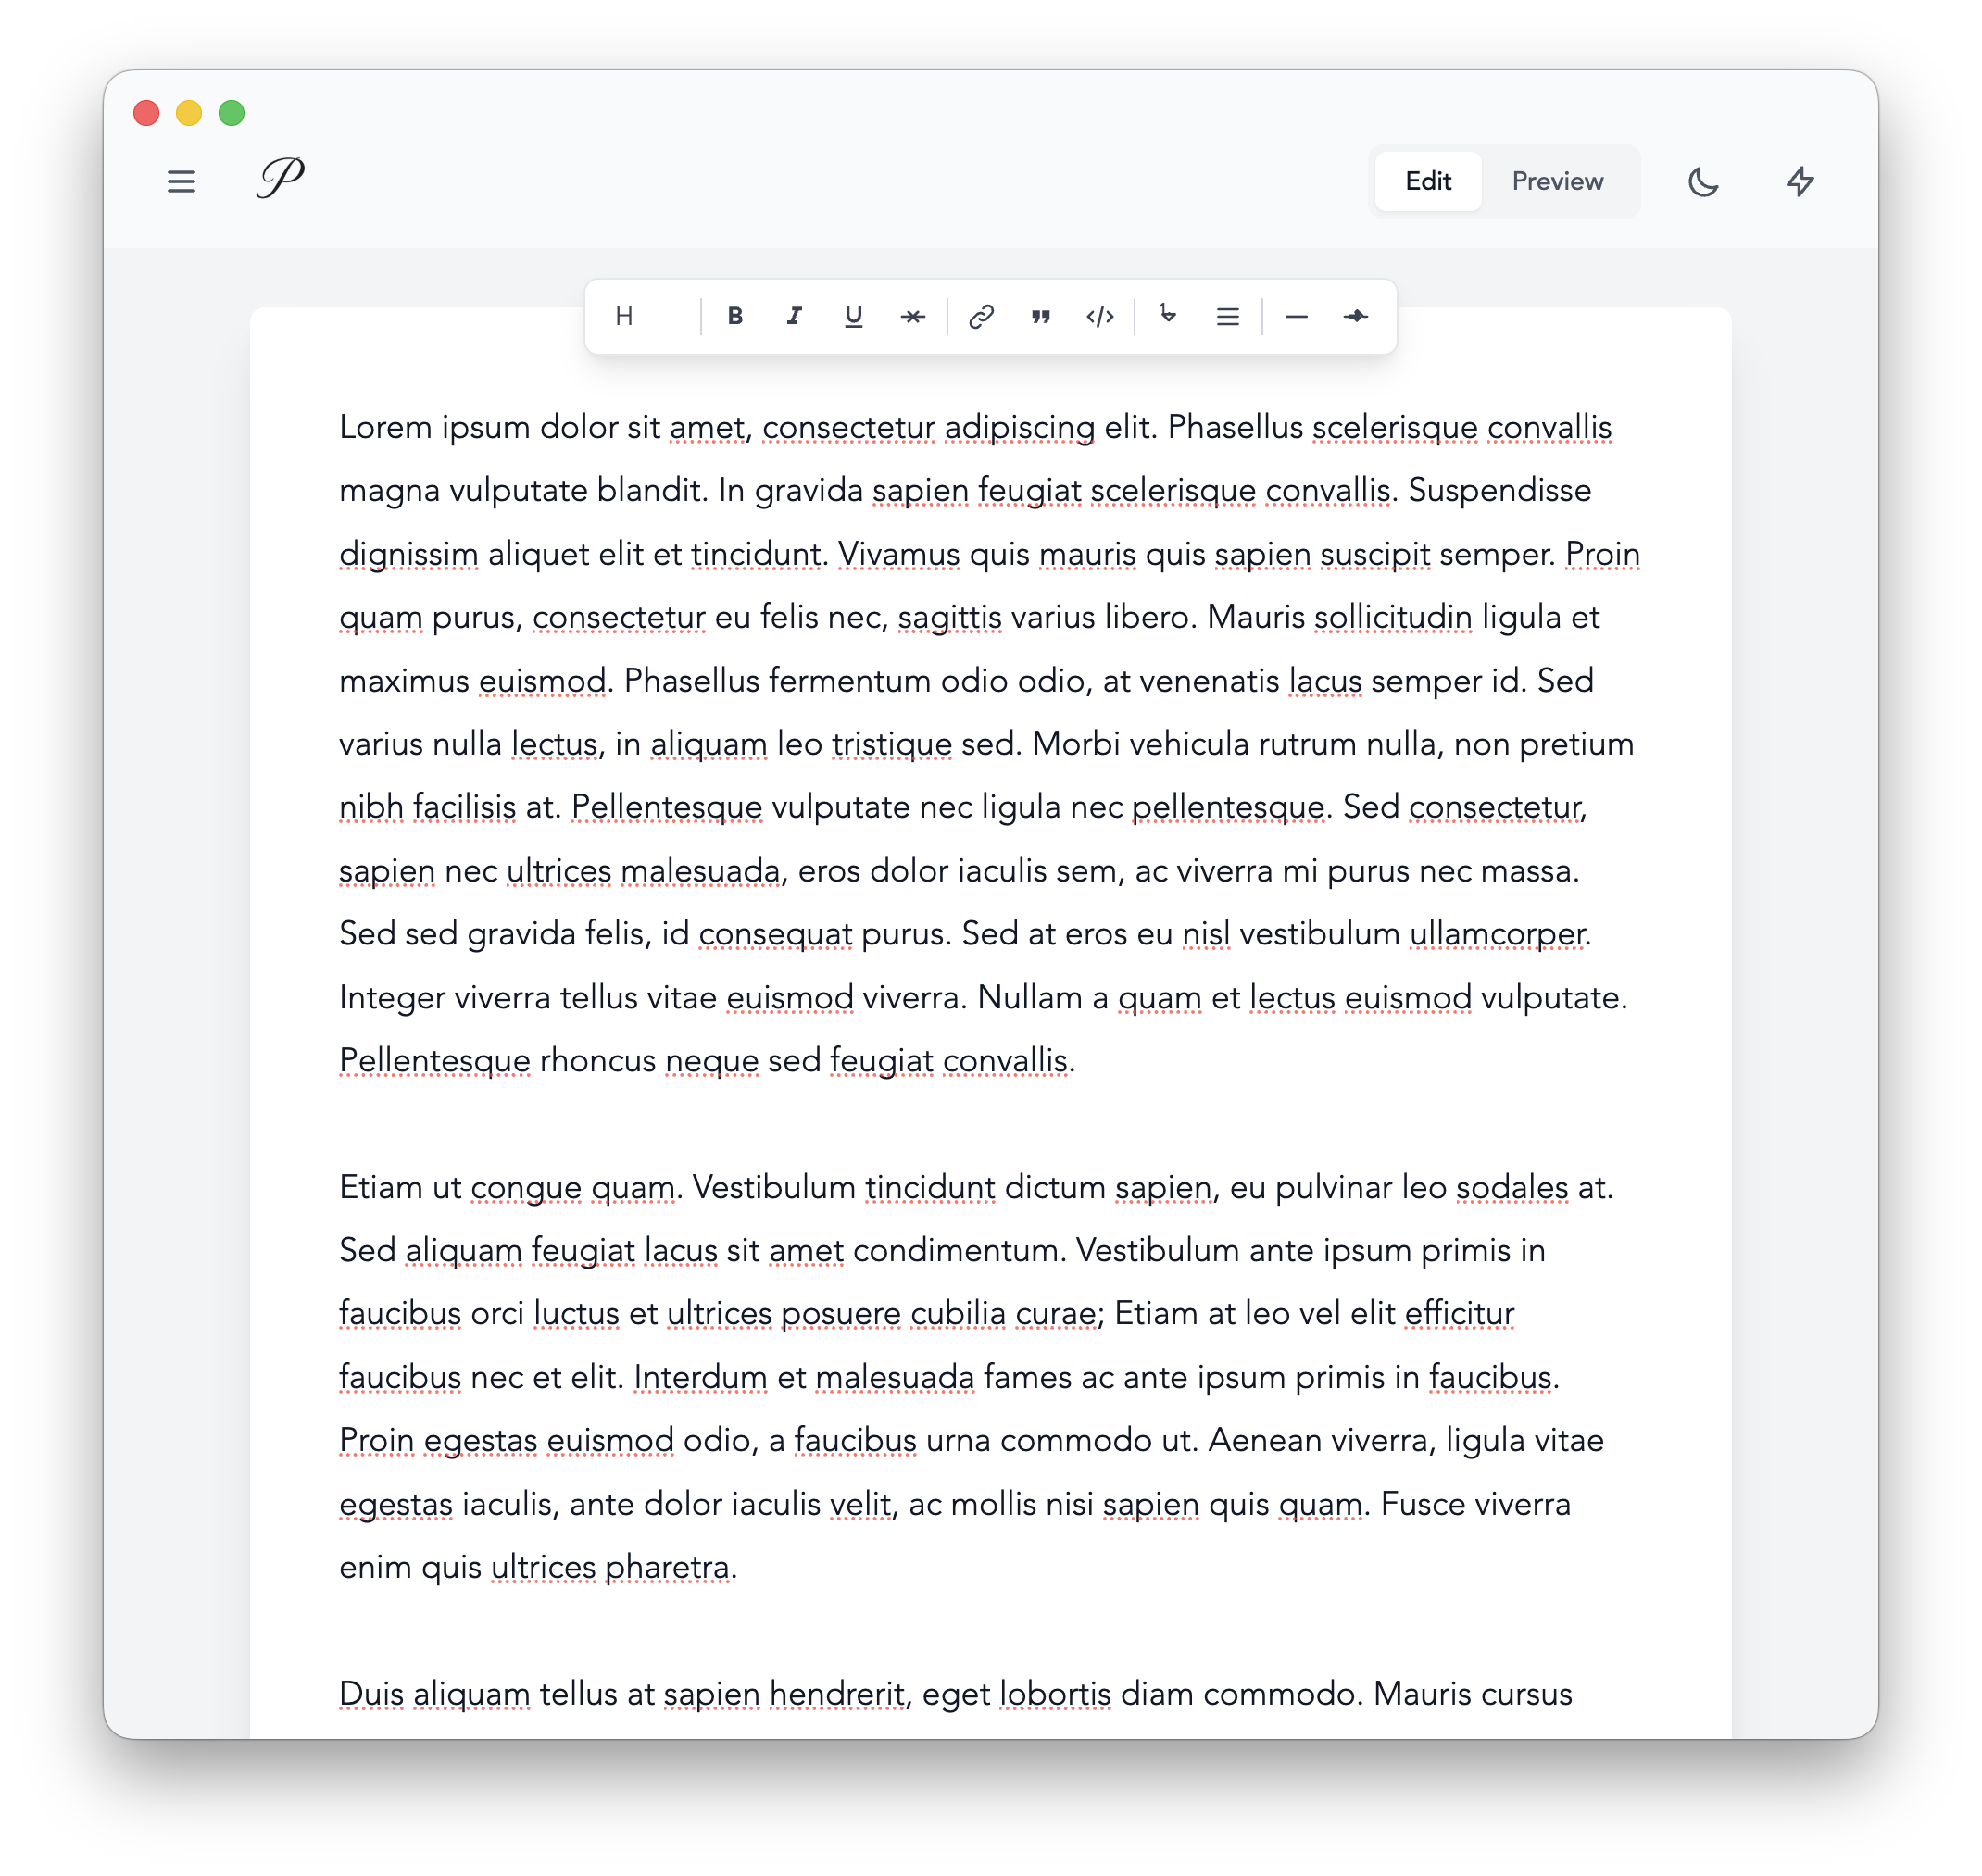 P
Edit Preview
H B I U </>
Lorem ipsum dolor sit amet, consectetur adipiscing elit. Phasellus scelerisque convallis
magna vulputate blandit. In gravida sapien feugiat scelerisque convallis. Suspendisse
dignissim aliquet elit et tincidunt. Vivamus quis mauris quis sapien suscipit semper. Proin
quam purus, consectetur eu felis nec, sagittis varius libero. Mauris sollicitudin ligula et
maximus euismod. Phasellus fermentum odio odio, at venenatis lacus semper id. Sed
varius nulla lectus, in aliquam leo tristique sed. Morbi vehicula rutrum nulla, non pretium
nibh facilisis at. Pellentesque vulputate nec ligula nec pellentesque. Sed consectetur,
sapien nec ultrices malesuada, eros dolor iaculis sem, ac viverra mi purus nec massa.
Sed sed gravida felis, id consequat purus. Sed at eros eu nisl vestibulum ullamcorper.
Integer viverra tellus vitae euismod viverra. Nullam a quam et lectus euismod vulputate.
Pellentesque rhoncus neque sed feugiat convallis.
Etiam ut congue quam. Vestibulum tincidunt dictum sapien, eu pulvinar leo sodales at.
Sed aliquam feugiat lacus sit amet condimentum. Vestibulum ante ipsum primis in
faucibus orci luctus et ultrices posuere cubilia curae; Etiam at leo vel elit efficitur
faucibus nec et elit. Interdum et malesuada fames ac ante ipsum primis in faucibus.
Proin egestas euismod odio, a faucibus urna commodo ut. Aenean viverra, ligula vitae
egestas iaculis, ante dolor iaculis velit, ac mollis nisi sapien quis quam. Fusce viverra
enim quis ultrices pharetra.
Duis aliquam tellus at sapien hendrerit, eget lobortis diam commodo. Mauris cursus